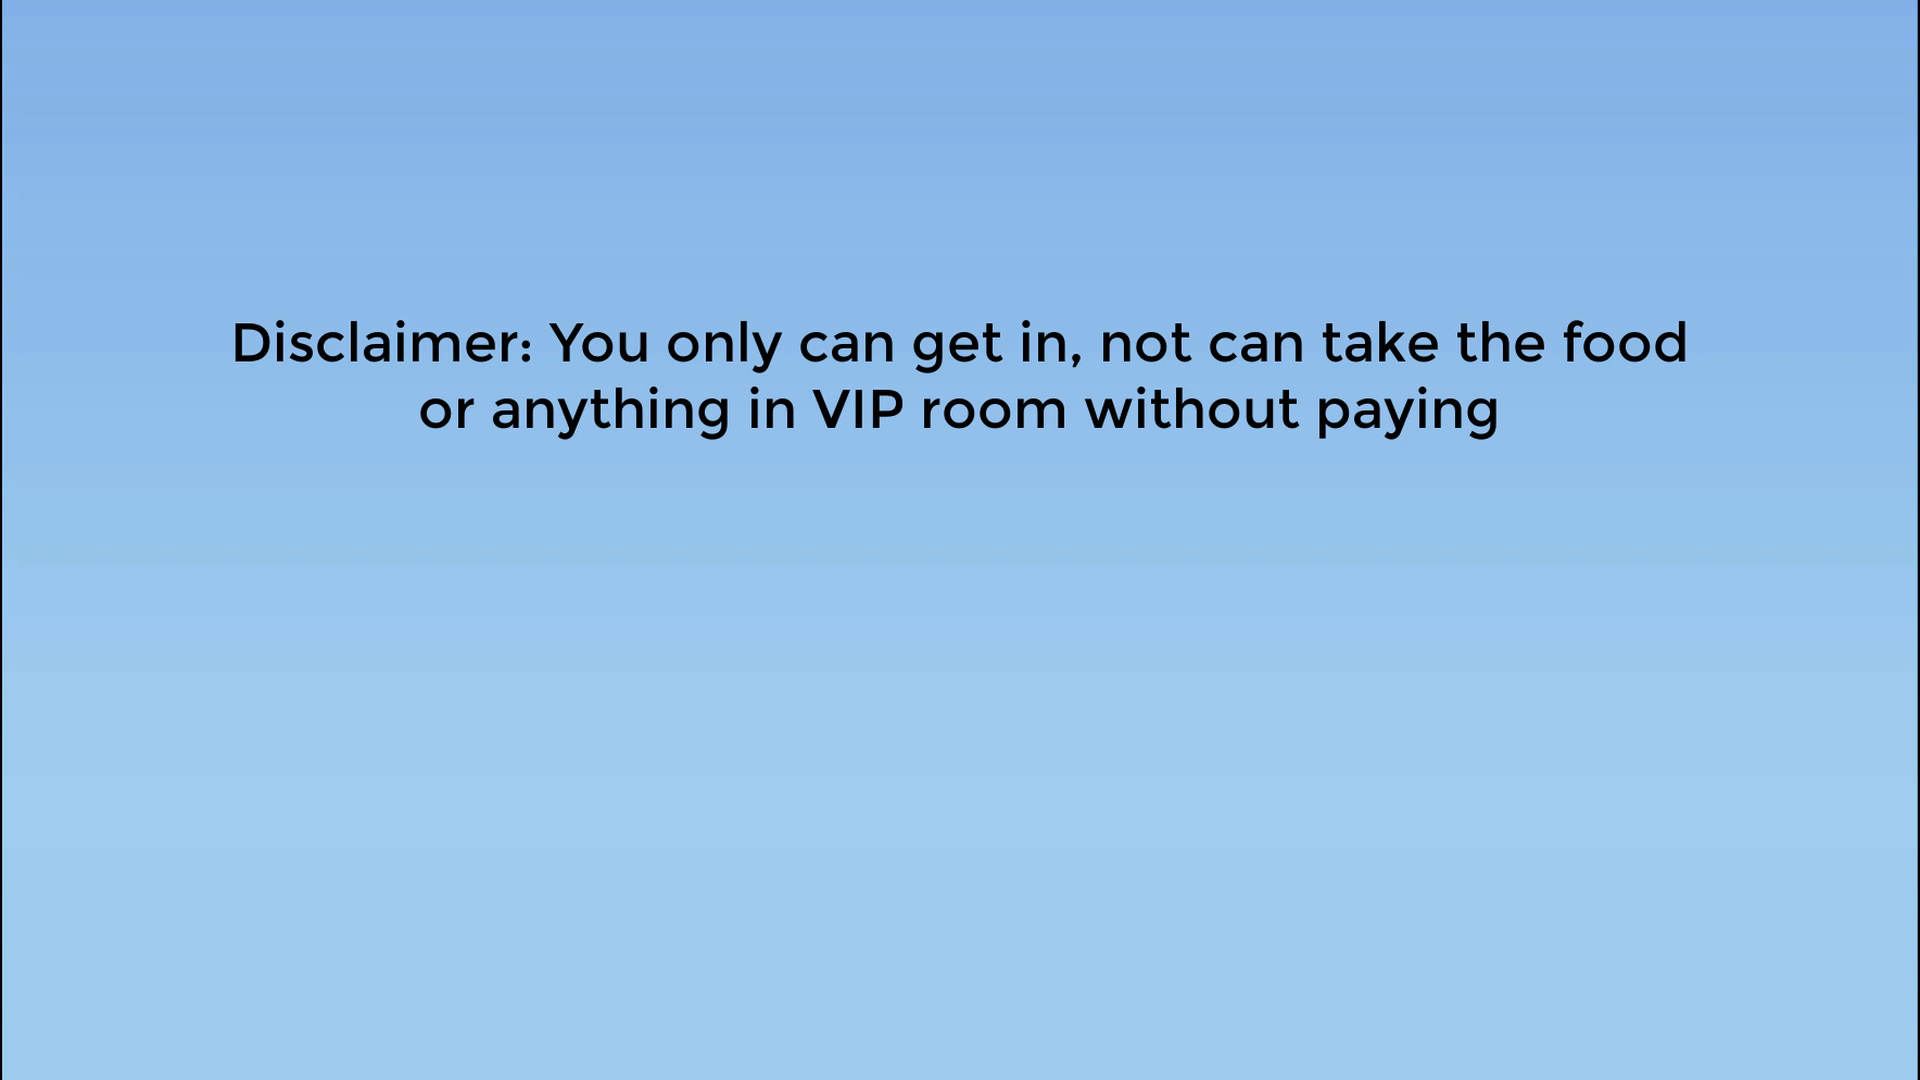 Disclaimer: You only can get in, not can take the food
or anything in VIP room without paying